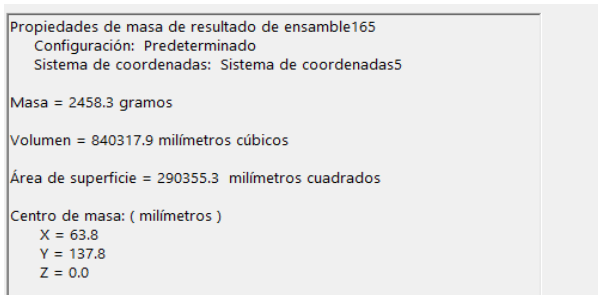 Propiedades de masa de resultado de ensamble165
Configuración: Predeterminado
Sistema de coordenadas: Sistema de coordenadas5
Masa = 2458.3 gramos
Volumen = 840317.9 milímetros cúbicos
Área de superficie = 290355.3 milímetros cuadrados
Centro de masa: ( milímetros )
X = 63.8
Y = 137.8
Z = 0.0